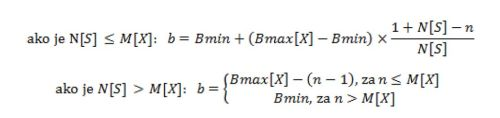 ako je N[S] ≤ M[X]: b = Bmin + (Bmax[X] − Bmin) × (1 + N[S] − n) / N[S]
ako je N[S] > M[X]: b = { Bmax[X] − (n − 1), za n ≤ M[X]
Bmin, za n > M[X]